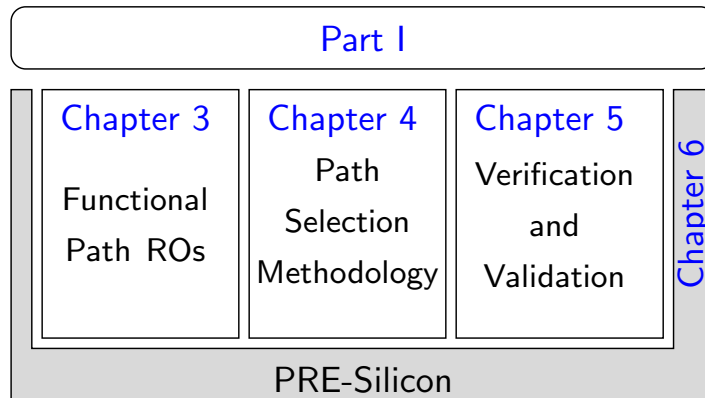 Part I
Chapter 3
Functional
Path ROs
Chapter 4
Path
Selection
Methodology
Chapter 5
Verification
and
Validation
Chapter 6
PRE-Silicon